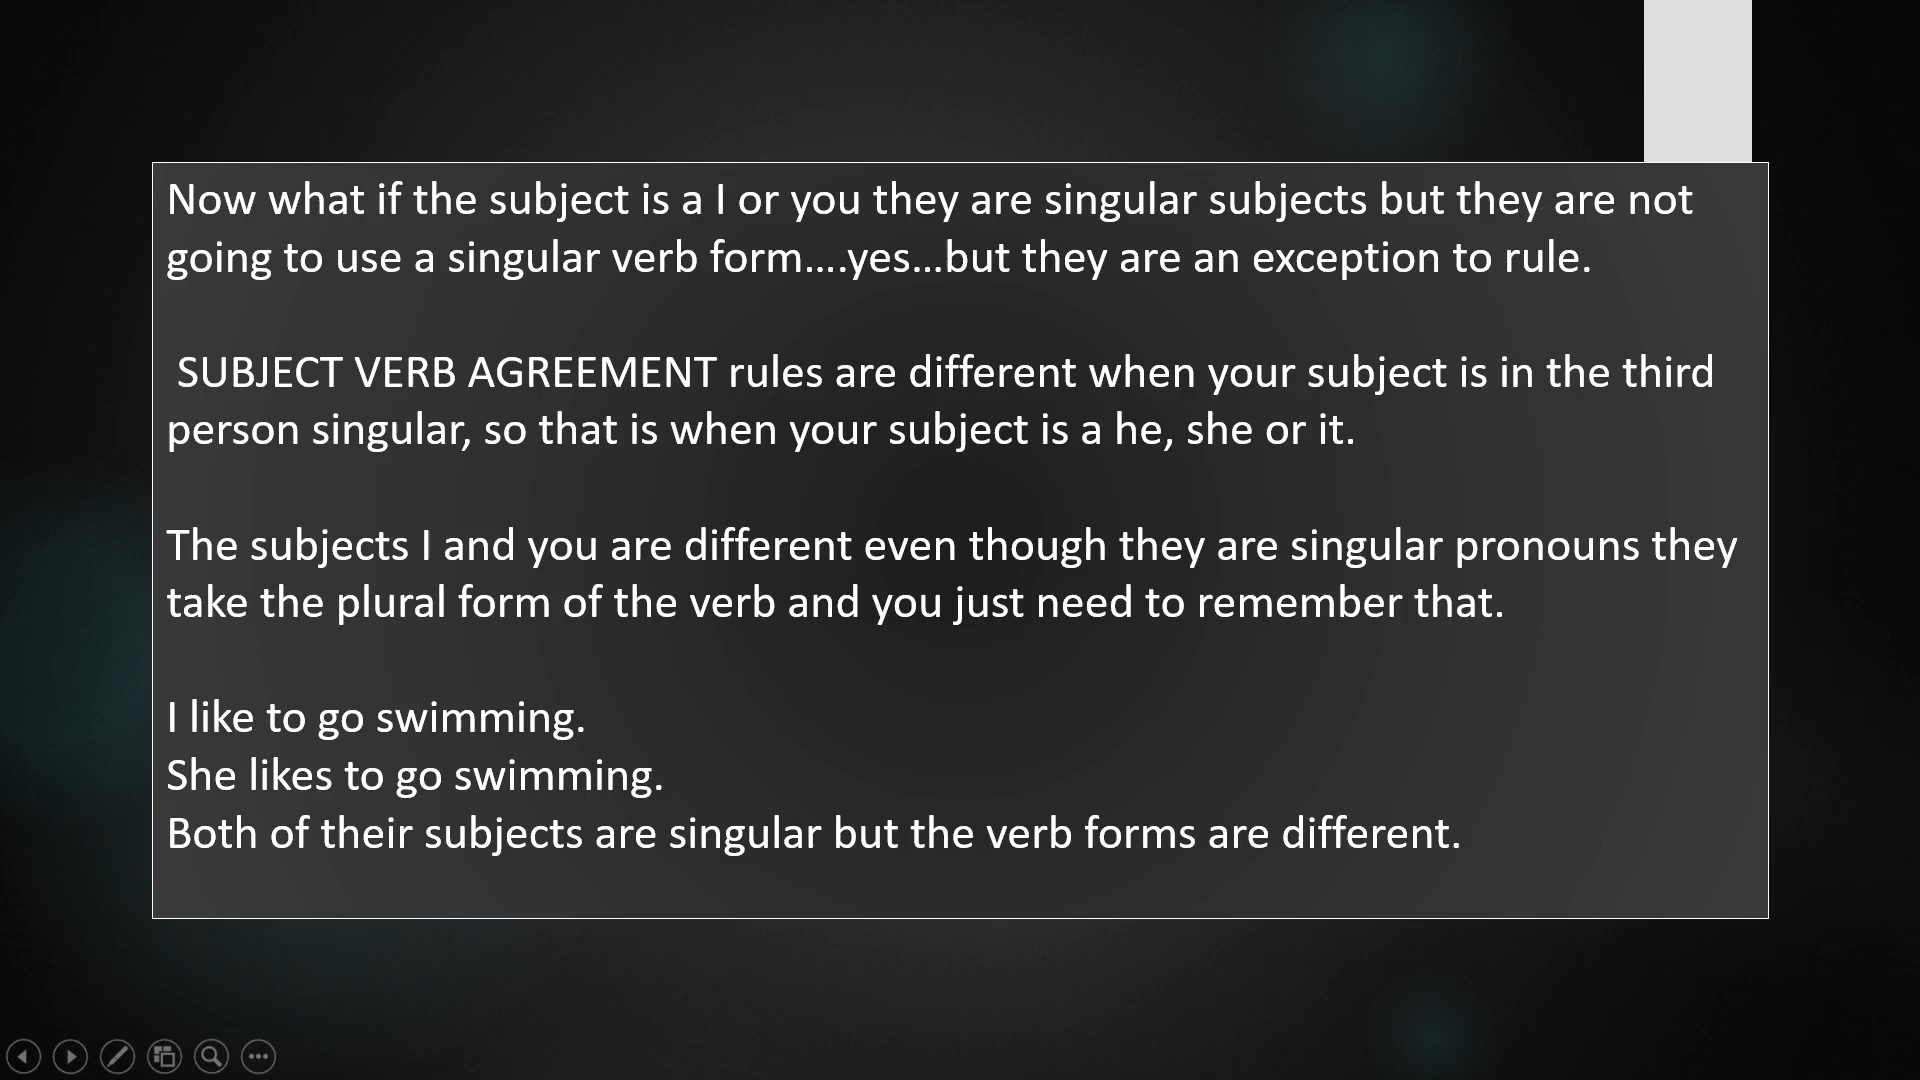 Now what if the subject is a I or you they are singular subjects but they are not
going to use a singular verb form....yes...but they are an exception to rule.
SUBJECT VERB AGREEMENT rules are different when your subject is in the third
person singular, so that is when your subject is a he, she or it.
The subjects I and you are different even though they are singular pronouns they
take the plural form of the verb and you just need to remember that.
I like to go swimming.
She likes to go swimming.
Both of their subjects are singular but the verb forms are different.